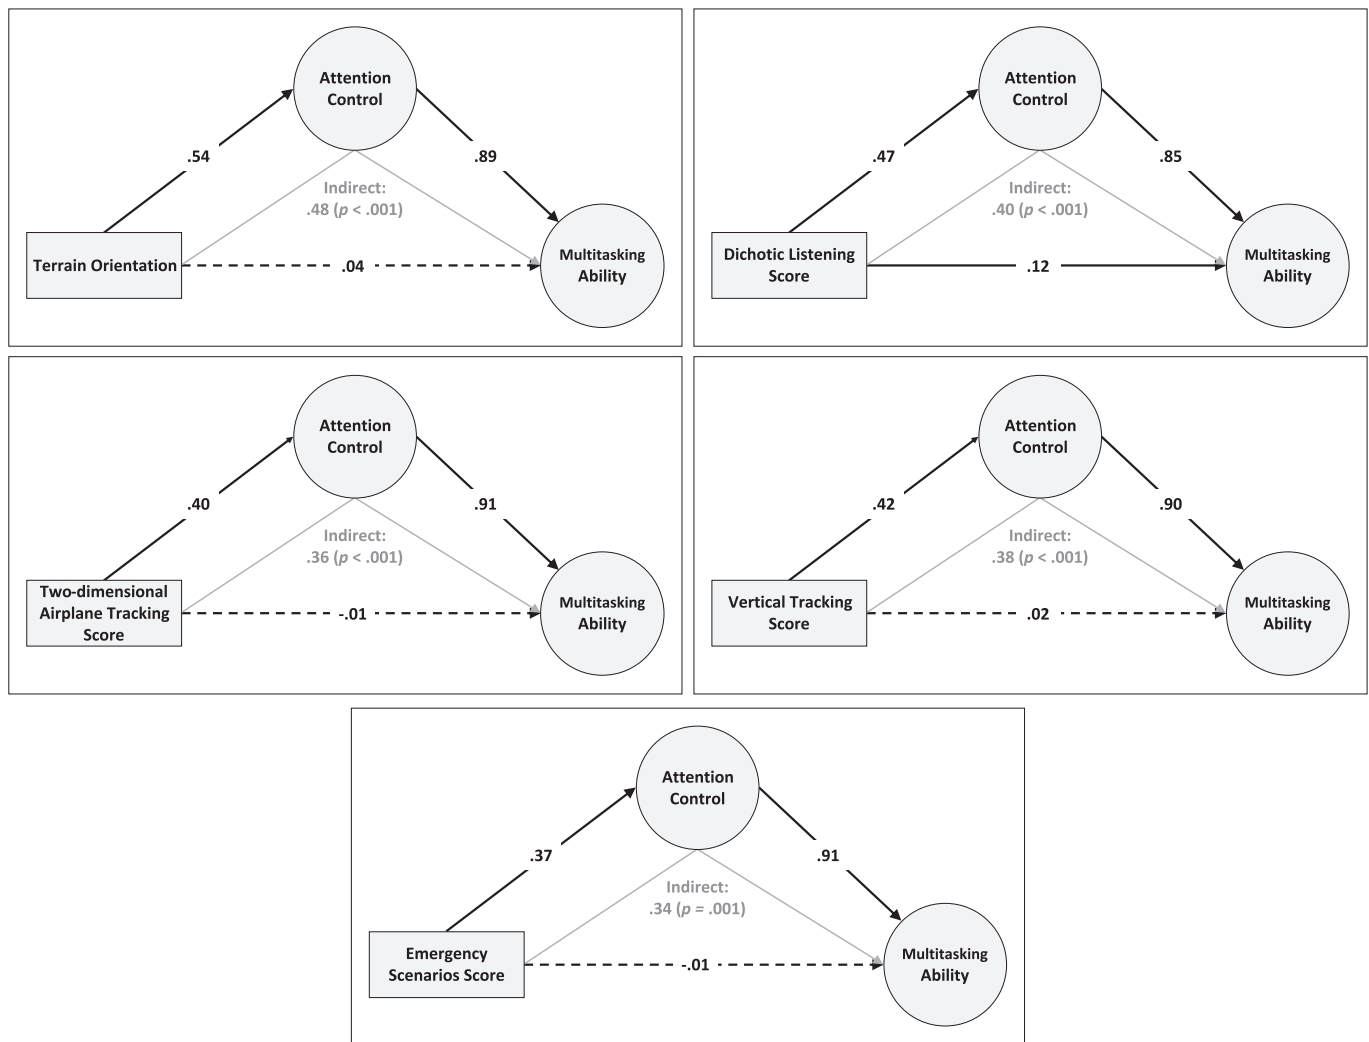 Attention
Control
.54
.89
Indirect:
.48 (p < .001)
Terrain Orientation
.04
Multitasking
Ability
Attention
Control
.47
.85
Indirect:
.40 (p < .001)
Dichotic Listening
Score
.12
Multitasking
Ability
Attention
Control
.40
.91
Indirect:
.36 (p < .001)
Two-dimensional
Airplane Tracking
Score
-.01
Multitasking
Ability
Attention
Control
.42
.90
Indirect:
.38 (p < .001)
Vertical Tracking
Score
.02
Multitasking
Ability
Attention
Control
.37
.91
Indirect:
.34 (p = .001)
Emergency
Scenarios Score
-.01
Multitasking
Ability